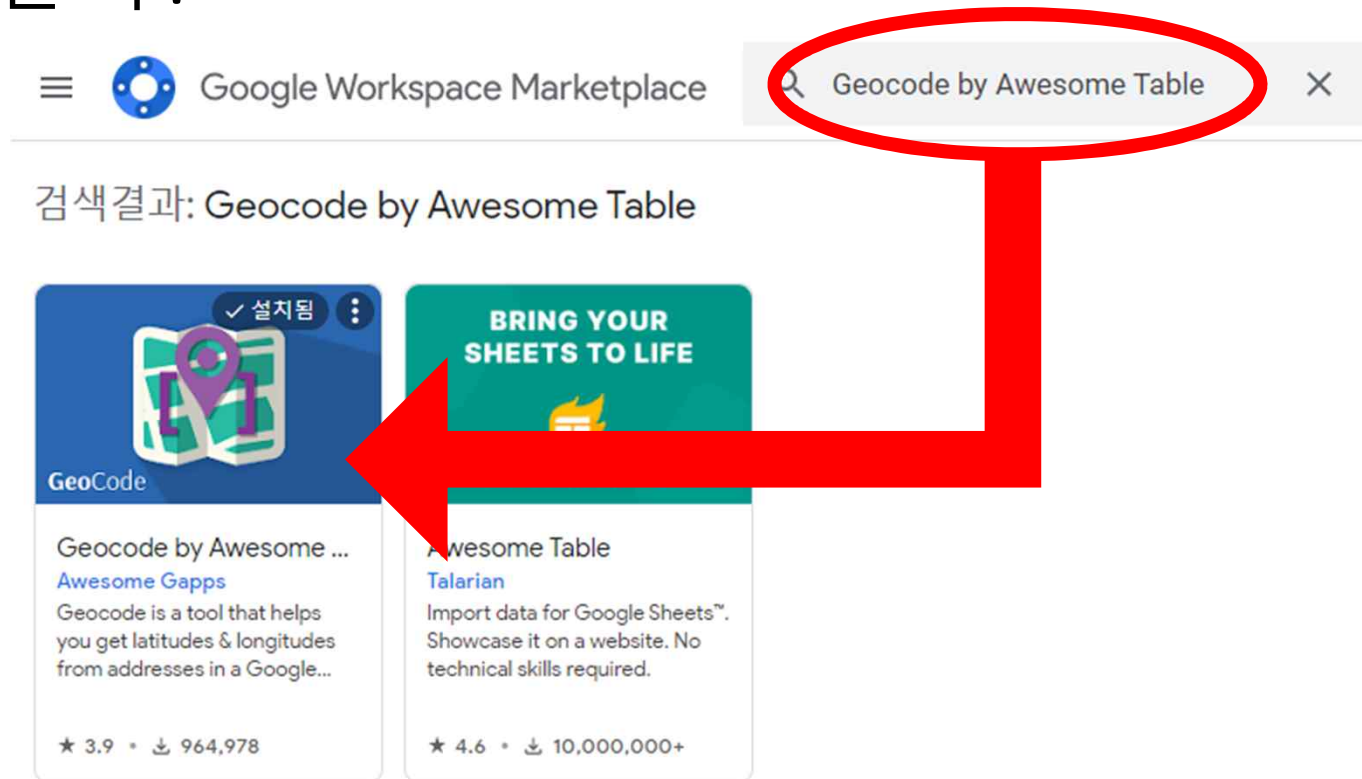 Google Workspace Marketplace
Geocode by Awesome Table
검색결과: Geocode by Awesome Table
설치됨
GeoCode
Geocode by Awesome ...
Awesome Gapps
Geocode is a tool that helps
you get latitudes & longitudes
from addresses in a Google...
★ 3.9 • 964,978
BRING YOUR
SHEETS TO LIFE
Awesome Table
Talarian
Import data for Google Sheets™.
Showcase it on a website. No
technical skills required.
★ 4.6 • 10,000,000+